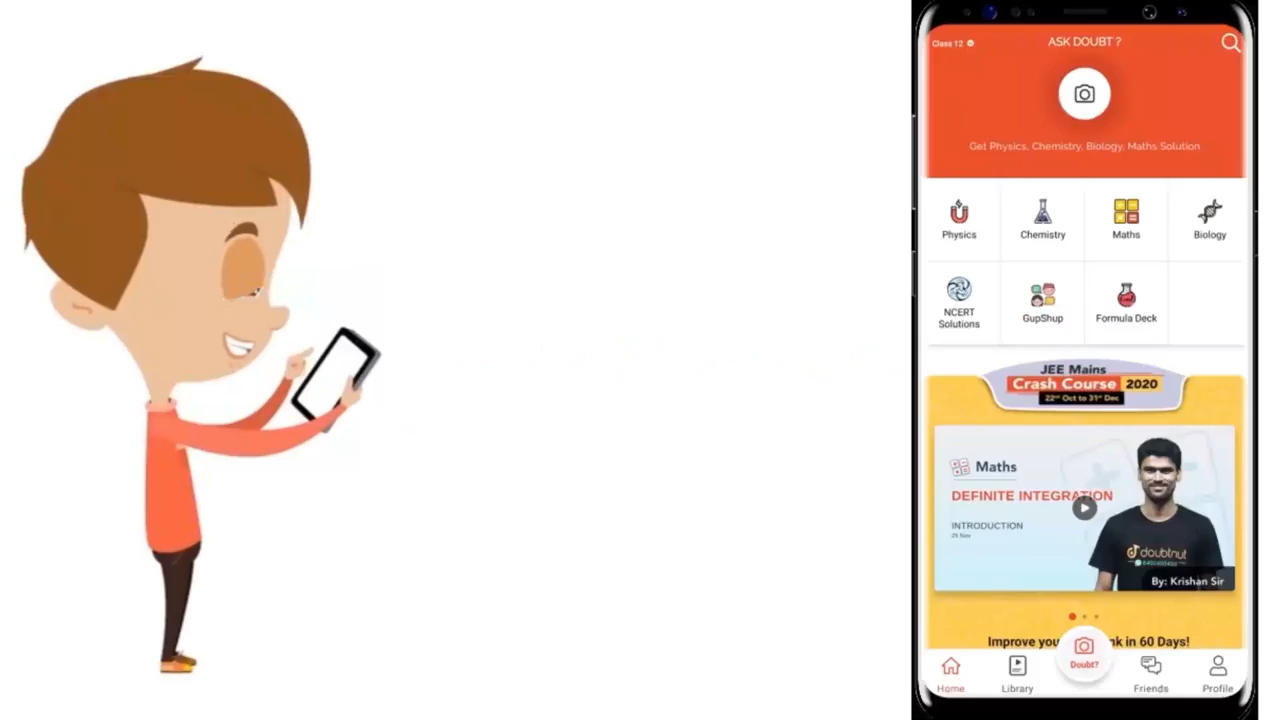 Class 12
ASK DOUBT ?
Get Physics, Chemistry, Biology, Maths Solution
Physics
Chemistry
Maths
Biology
NCERT
Solutions
GupShup
Formula Deck
JEE Mains
Crash Course 2020
22nd Oct to 31st Dec
Maths
DEFINITE INTEGRATION
INTRODUCTION
doubtnut
By: Krishan Sir
Improve you nk in 60 Days!
Doubt?
Home
Library
Friends
Profile